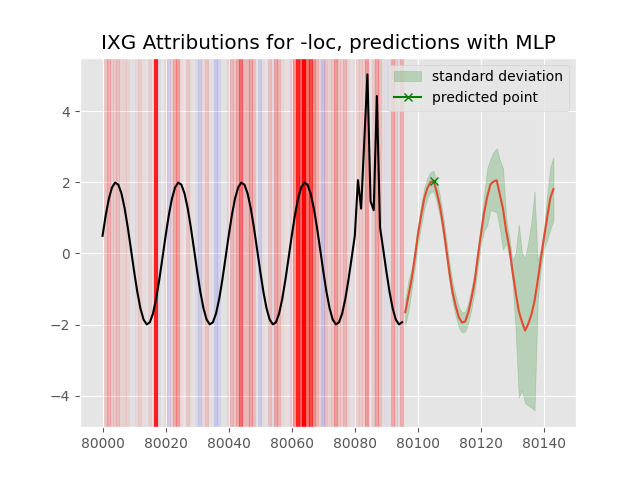 IXG Attributions for -loc, predictions with MLP
standard deviation
predicted point
4
2
0
−2
−4
80000 80020 80040 80060 80080 80100 80120 80140